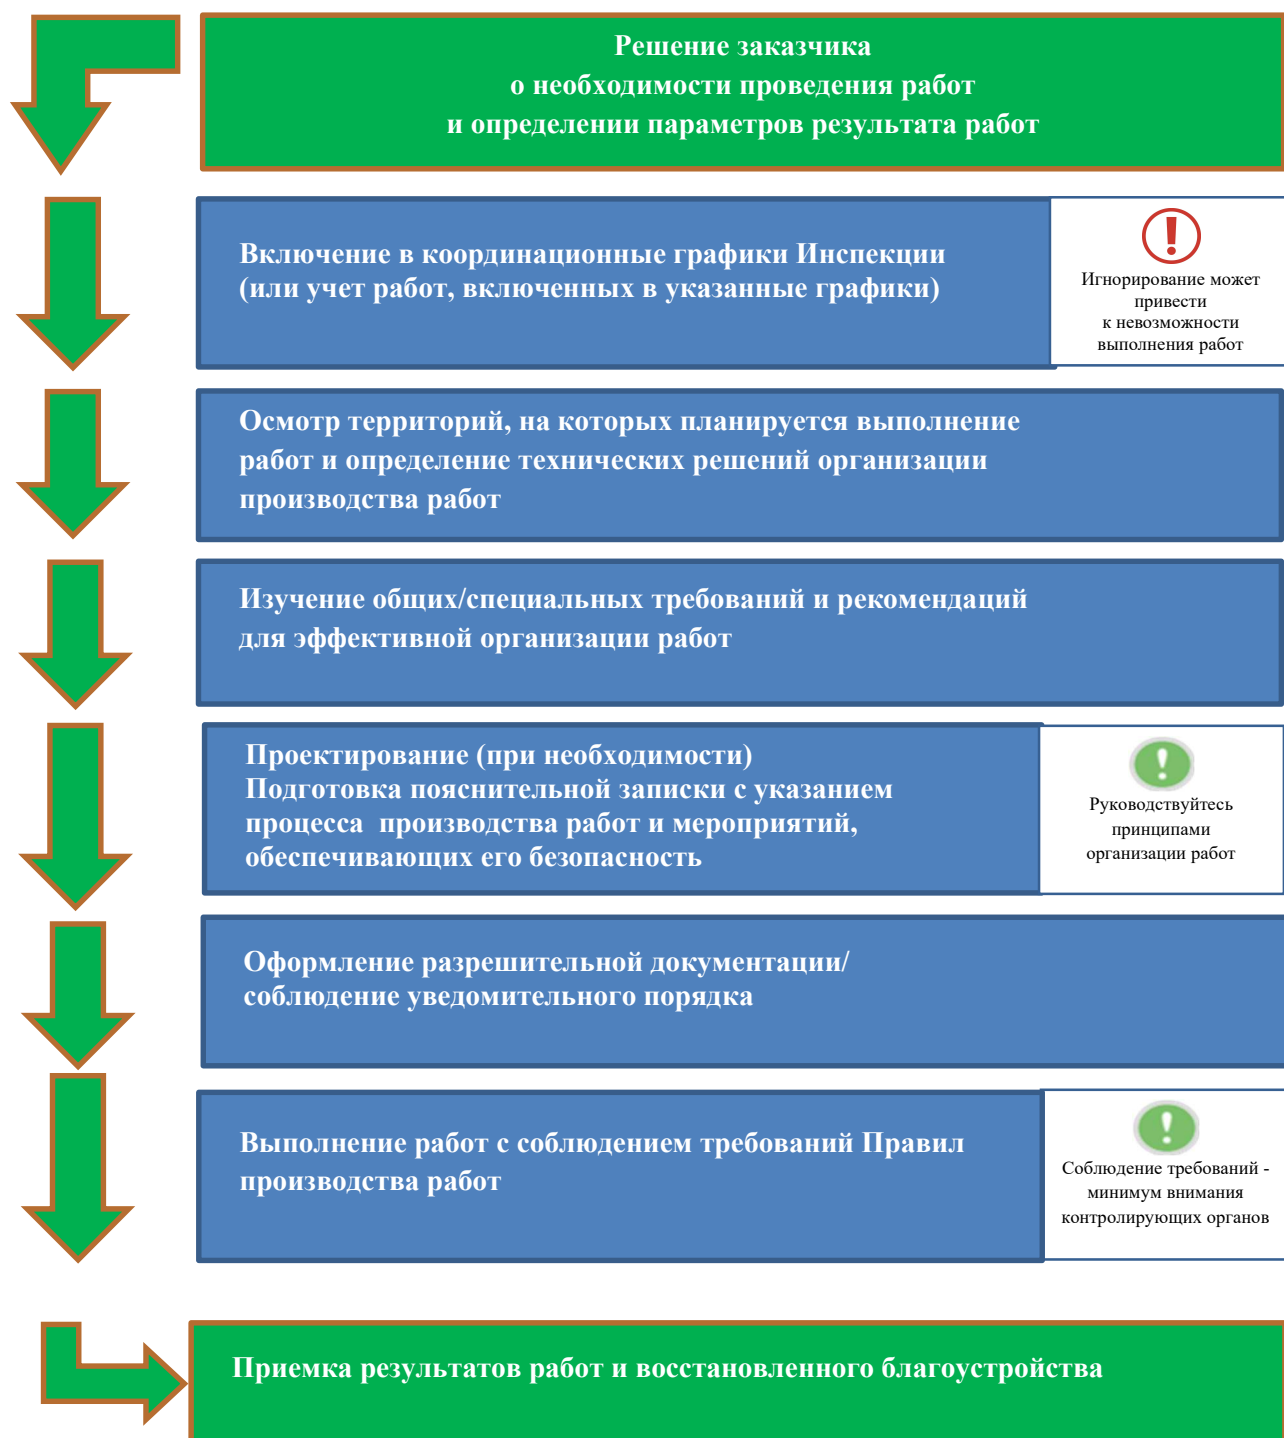 Решение заказчика
о необходимости проведения работ
и определении параметров результата работ
Включение в координационные графики Инспекции
(или учет работ, включенных в указанные графики)
Игнорирование может
привести
к невозможности
выполнения работ
Осмотр территорий, на которых планируется выполнение
работ и определение технических решений организации
производства работ
Изучение общих/специальных требований и рекомендаций
для эффективной организации работ
Проектирование (при необходимости)
Подготовка пояснительной записки с указанием
процесса производства работ и мероприятий,
обеспечивающих его безопасность
Руководствуйтесь
принципами
организации работ
Оформление разрешительной документации/
соблюдение уведомительного порядка
Выполнение работ с соблюдением требований Правил
производства работ
Соблюдение требований -
минимум внимания
контролирующих органов
Приемка результатов работ и восстановленного благоустройства